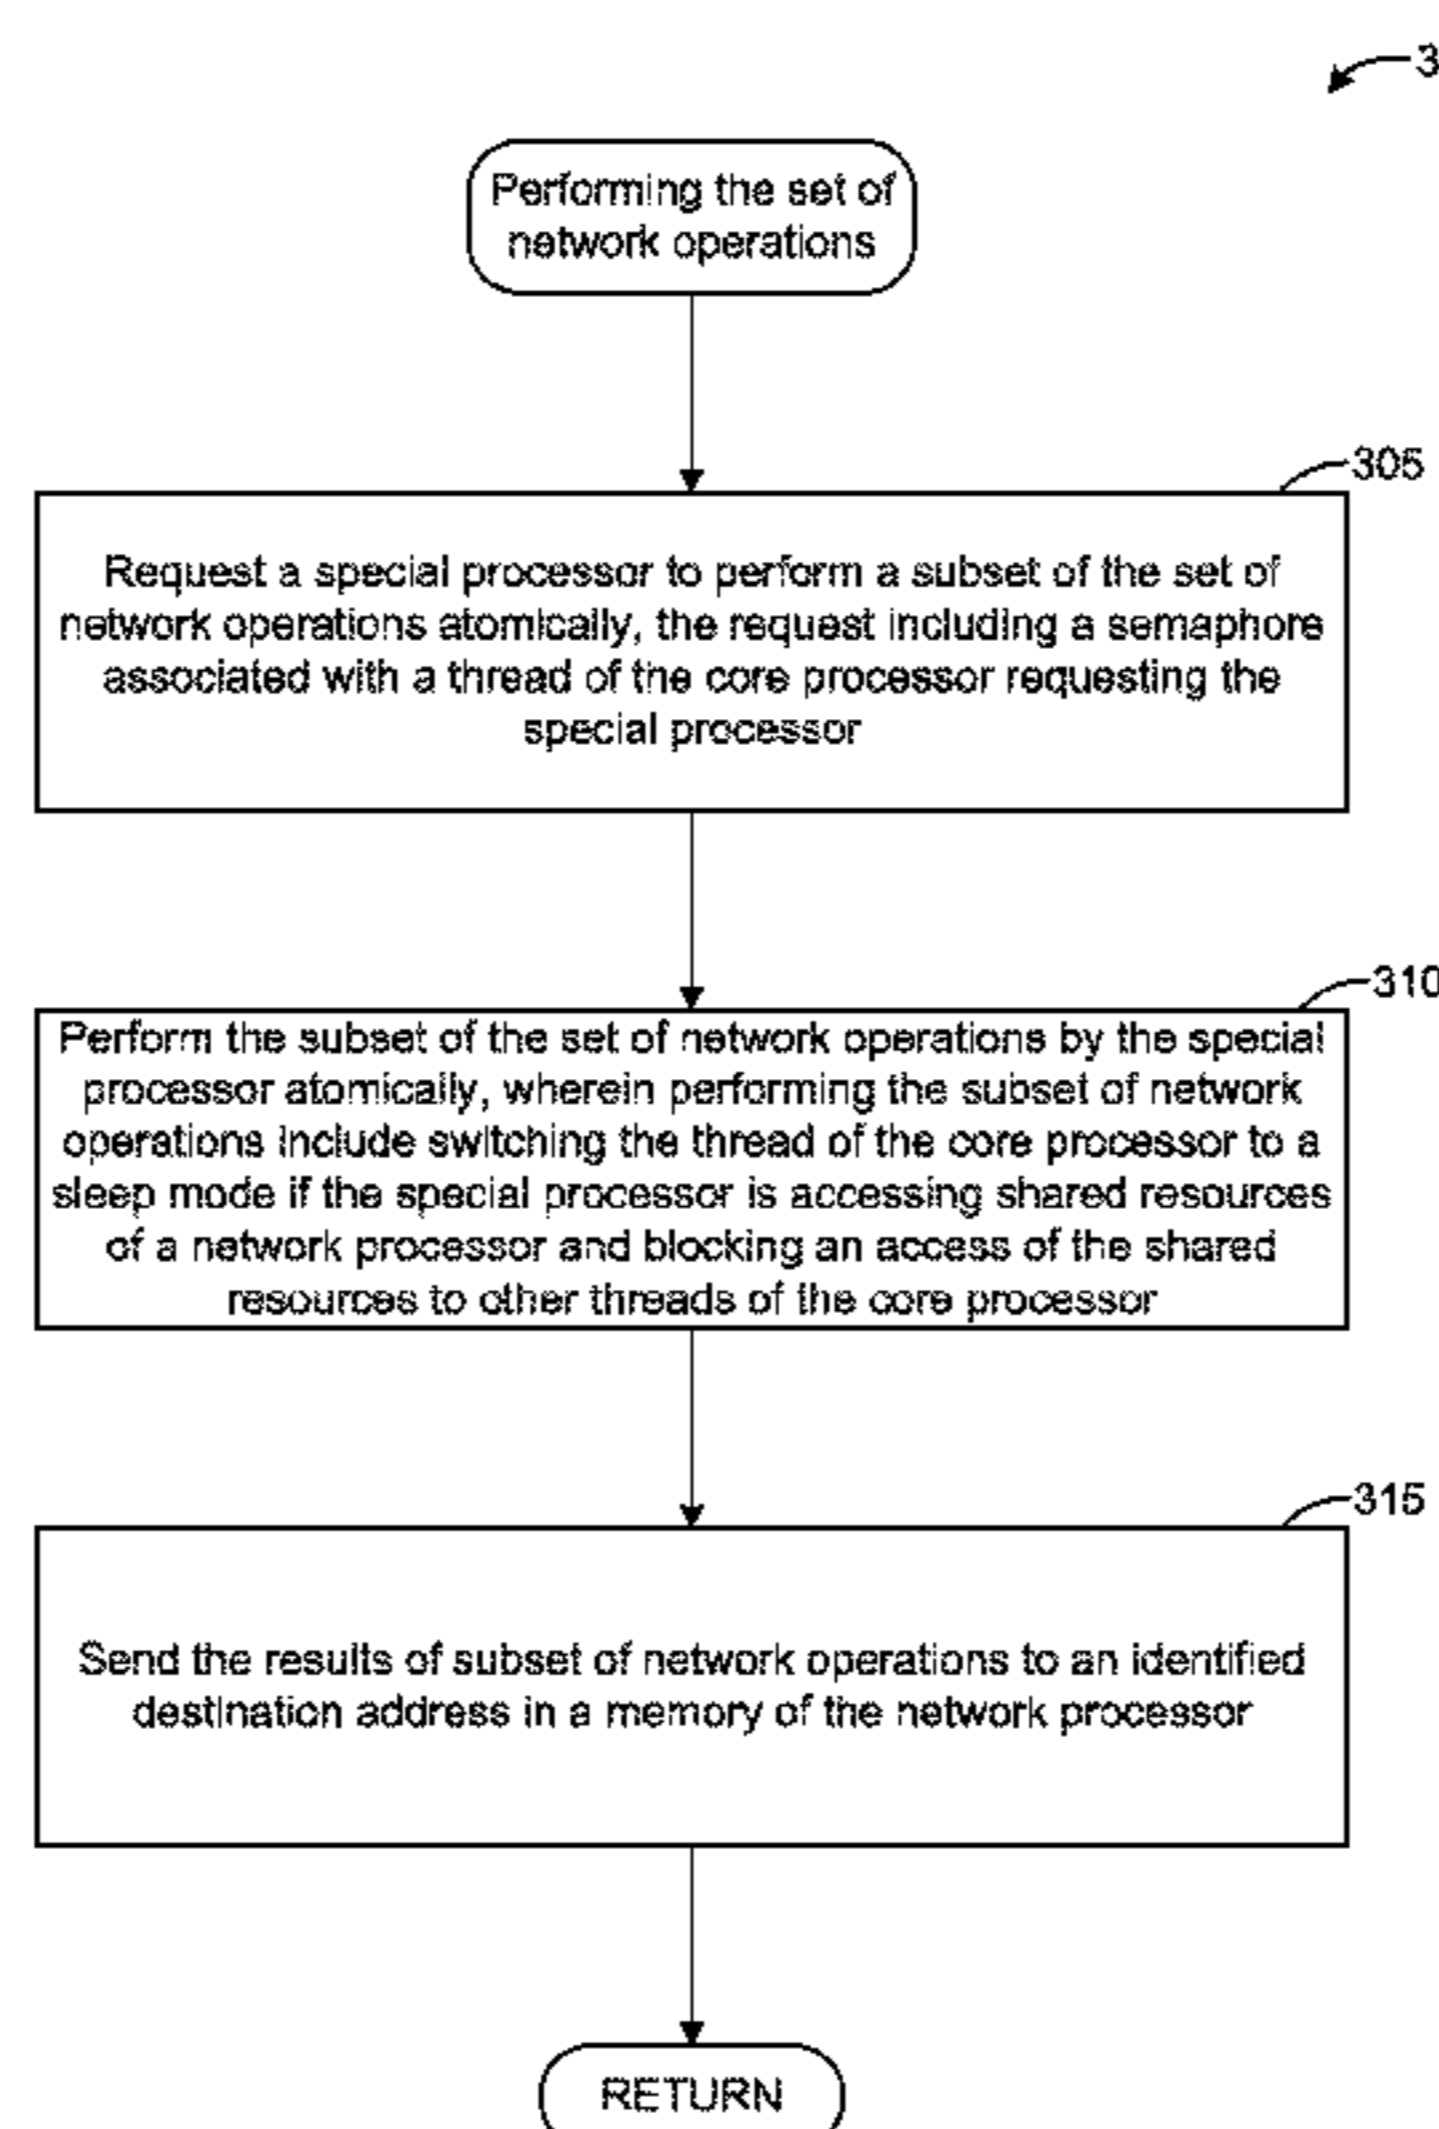 3
Performing the set of
network operations
305
Request a special processor to perform a subset of the set of
network operations atomically, the request including a semaphore
associated with a thread of the core processor requesting the
special processor
310
Perform the subset of the set of network operations by the special
processor atomically, wherein performing the subset of network
operations include switching the thread of the core processor to a
sleep mode if the special processor is accessing shared resources
of a network processor and blocking an access of the shared
resources to other threads of the core processor
315
Send the results of subset of network operations to an identified
destination address in a memory of the network processor
RETURN